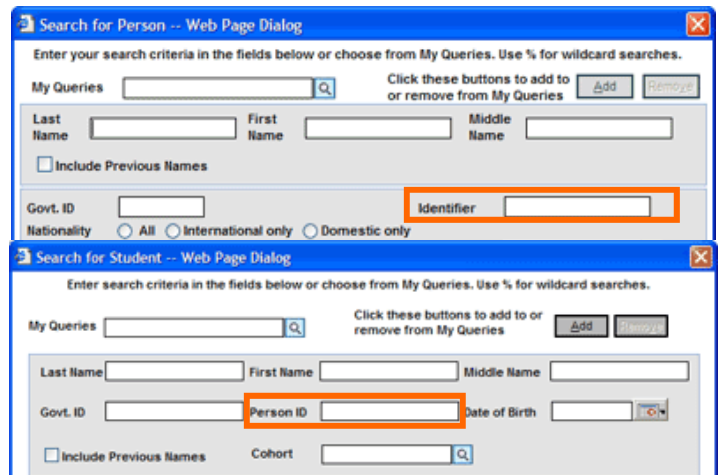 Search for Person -- Web Page Dialog
Enter your search criteria in the fields below or choose from My Queries. Use % for wildcard searches.
My Queries Click these buttons to add to or remove from My Queries Add Remove
Last Name First Name Middle Name
Include Previous Names
Govt. ID Identifier
Nationality All International only Domestic only
Search for Student -- Web Page Dialog
Enter search criteria in the fields below or choose from My Queries. Use % for wildcard searches.
My Queries Click these buttons to add to or remove from My Queries Add Remove
Last Name First Name Middle Name
Govt. ID Person ID Date of Birth
Include Previous Names Cohort